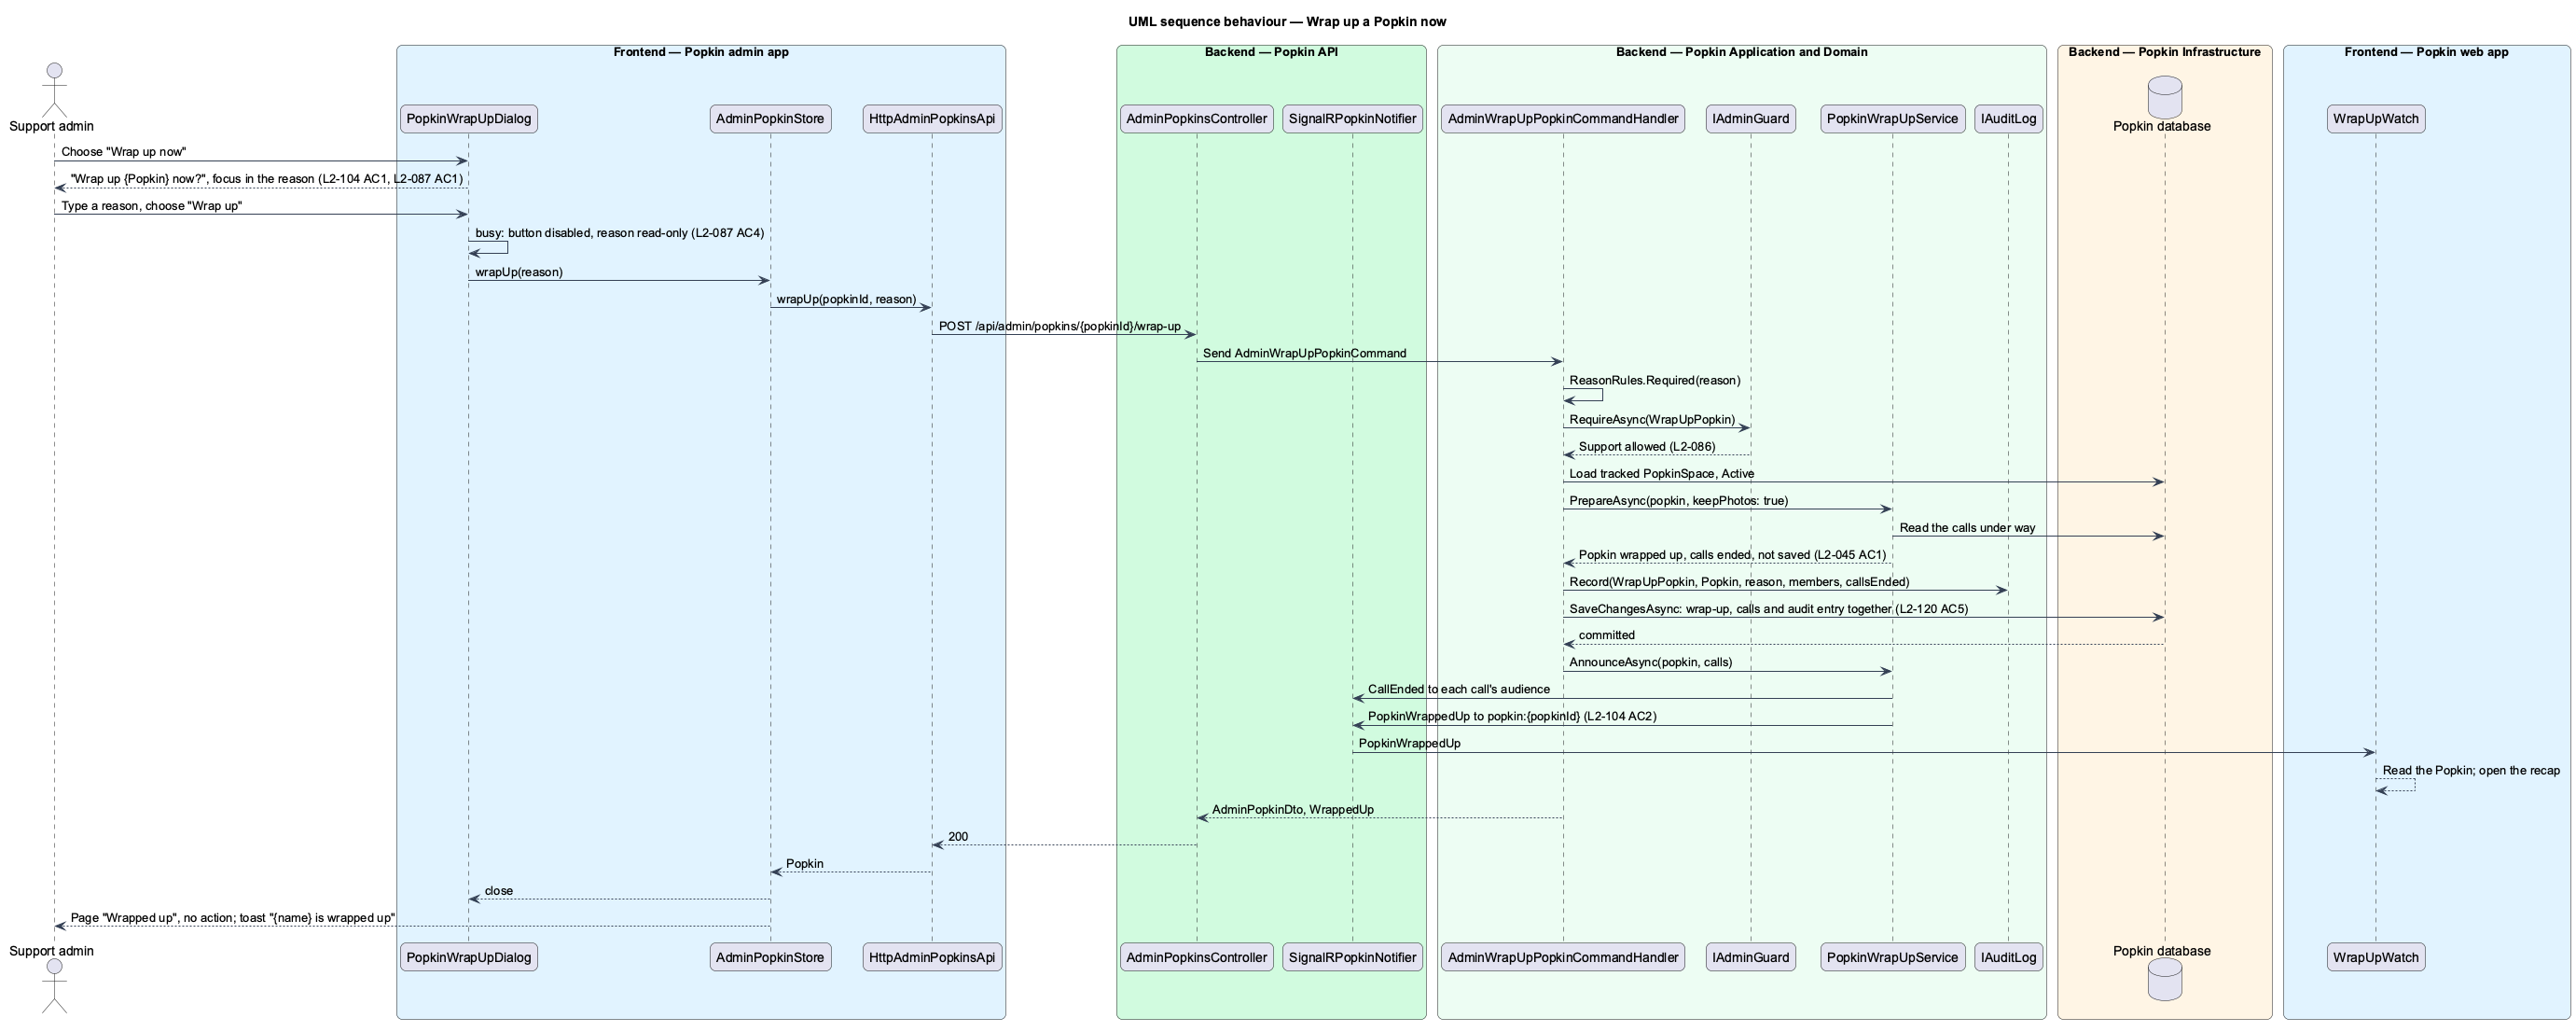 UML sequence behaviour — Wrap up a Popkin now
Frontend — Popkin admin app
Backend — Popkin API
Backend — Popkin Application and Domain
Backend — Popkin Infrastructure
Frontend — Popkin web app
Support admin
PopkinWrapUpDialog
AdminPopkinStore
HttpAdminPopkinsApi
AdminPopkinsController
SignalRPopkinNotifier
AdminWrapUpPopkinCommandHandler
IAdminGuard
PopkinWrapUpService
IAuditLog
Popkin database
WrapUpWatch
Choose "Wrap up now"
"Wrap up {Popkin} now?", focus in the reason (L2-104 AC1, L2-087 AC1)
Type a reason, choose "Wrap up"
busy: button disabled, reason read-only (L2-087 AC4)
wrapUp(reason)
wrapUp(popkinId, reason)
POST /api/admin/popkins/{popkinId}/wrap-up
Send AdminWrapUpPopkinCommand
ReasonRules.Required(reason)
RequireAsync(WrapUpPopkin)
Support allowed (L2-086)
Load tracked PopkinSpace, Active
PrepareAsync(popkin, keepPhotos: true)
Read the calls under way
Popkin wrapped up, calls ended, not saved (L2-045 AC1)
Record(WrapUpPopkin, Popkin, reason, members, callsEnded)
SaveChangesAsync: wrap-up, calls and audit entry together (L2-120 AC5)
committed
AnnounceAsync(popkin, calls)
CallEnded to each call's audience
PopkinWrappedUp to popkin:{popkinId} (L2-104 AC2)
PopkinWrappedUp
Read the Popkin; open the recap
AdminPopkinDto, WrappedUp
200
Popkin
close
Page "Wrapped up", no action; toast "{name} is wrapped up"
Support admin
PopkinWrapUpDialog
AdminPopkinStore
HttpAdminPopkinsApi
AdminPopkinsController
SignalRPopkinNotifier
AdminWrapUpPopkinCommandHandler
IAdminGuard
PopkinWrapUpService
IAuditLog
Popkin database
WrapUpWatch